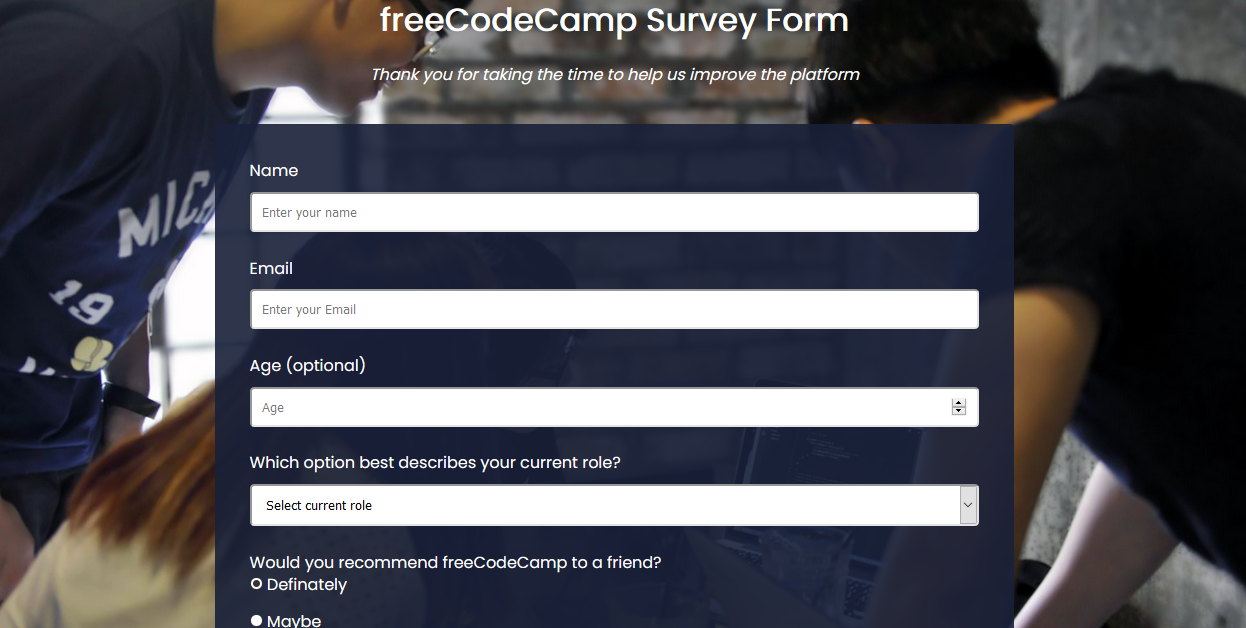 freeCodeCamp Survey Form
Thank you for taking the time to help us improve the platform
Name
Enter your name
Email
Enter your Email
Age (optional)
Age
Which option best describes your current role?
Select current role
Would you recommend freeCodeCamp to a friend?
Definately
Maybe
19